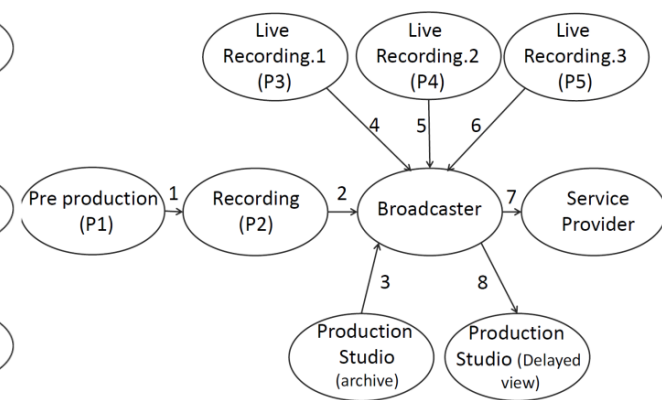 Live
Recording.1
(P3)
Live
Recording.2
(P4)
Live
Recording.3
(P5)
4
5
6
Pre production
(P1)
1
Recording
(P2)
2
Broadcaster
7
Service
Provider
3
8
Production
Studio
(archive)
Production
Studio (Delayed
view)